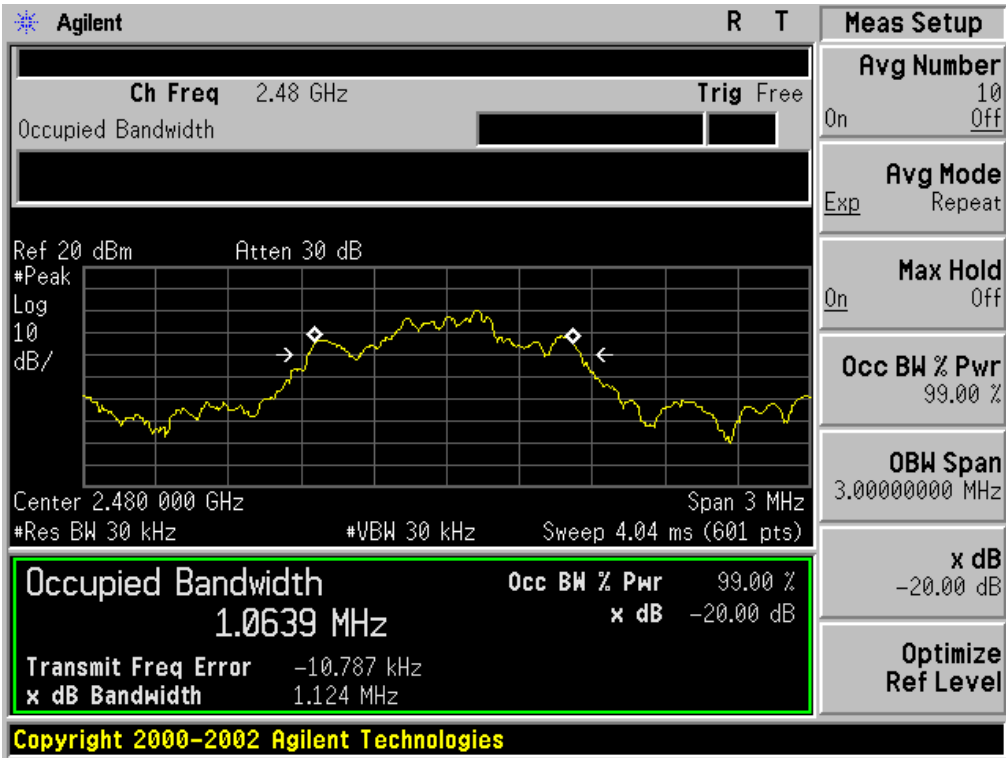 Agilent R T
Ch Freq 2.48 GHz Trig Free
Occupied Bandwidth
Ref 20 dBm Atten 30 dB
#Peak
Log
10
dB/
Center 2.480 000 GHz Span 3 MHz
#Res BW 30 kHz #VBW 30 kHz Sweep 4.04 ms (601 pts)
Occupied Bandwidth Occ BW % Pwr 99.00 %
1.0639 MHz x dB -20.00 dB
Transmit Freq Error -10.787 kHz
x dB Bandwidth 1.124 MHz
Copyright 2000-2002 Agilent Technologies
Meas Setup
Avg Number
10
On Off
Avg Mode
Exp Repeat
Max Hold
On Off
Occ BW % Pwr
99.00 %
OBW Span
3.00000000 MHz
x dB
-20.00 dB
Optimize
Ref Level